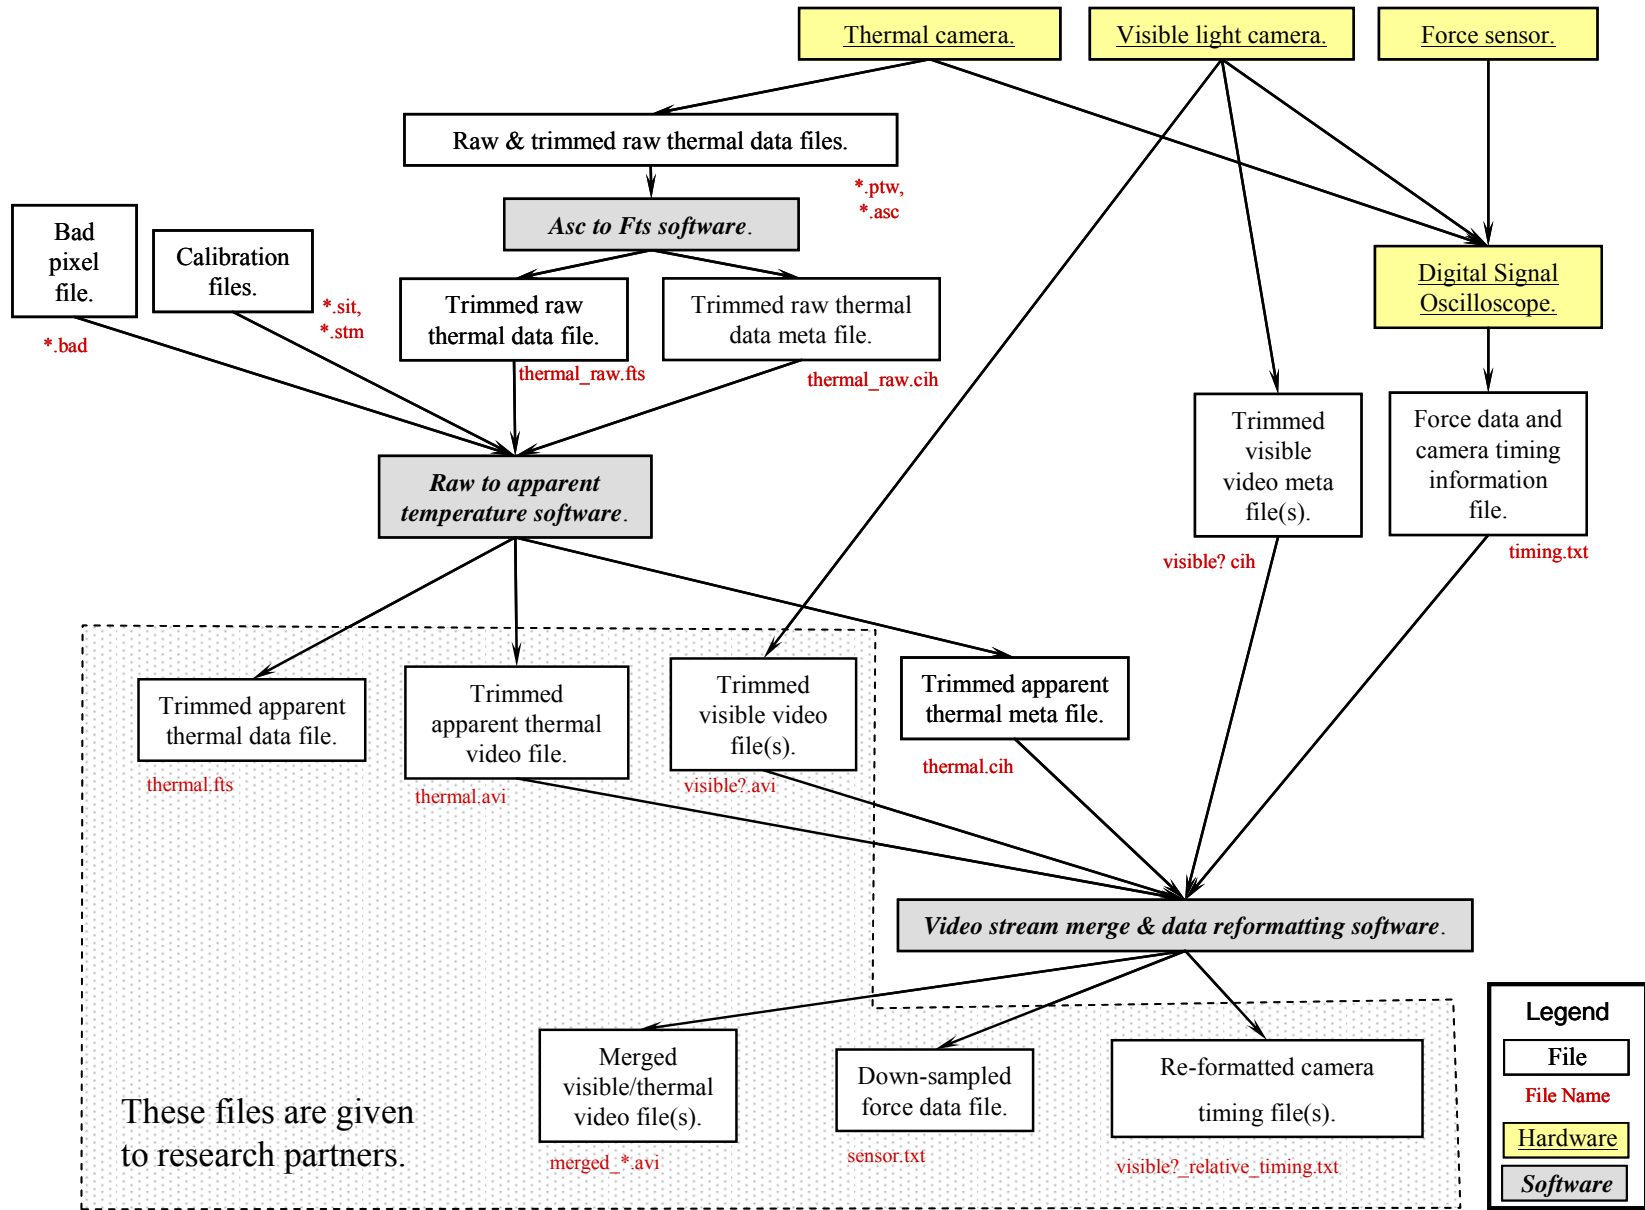 Thermal camera.
Visible light camera.
Force sensor.
Raw & trimmed raw thermal data files.
*.ptw,
*.asc
Asc to Fts software.
Bad
pixel
file.
*.bad
Calibration
files.
*.sit,
*.stm
Trimmed raw
thermal data file.
thermal_raw.fts
Trimmed raw thermal
data meta file.
thermal_raw.cih
Digital Signal
Oscilloscope.
Raw to apparent
temperature software.
Trimmed
visible
video meta
file(s).
visible? cih
Force data and
camera timing
information
file.
timing.txt
Trimmed apparent
thermal data file.
thermal.fts
Trimmed
apparent thermal
video file.
thermal.avi
Trimmed
visible video
file(s).
visible?.avi
Trimmed apparent
thermal meta file.
thermal.cih
Video stream merge & data reformatting software.
These files are given
to research partners.
Merged
visible/thermal
video file(s).
merged_*.avi
Down-sampled
force data file.
sensor.txt
Re-formatted camera
timing file(s).
visible?_relative_timing.txt
Legend
File
File Name
Hardware
Software